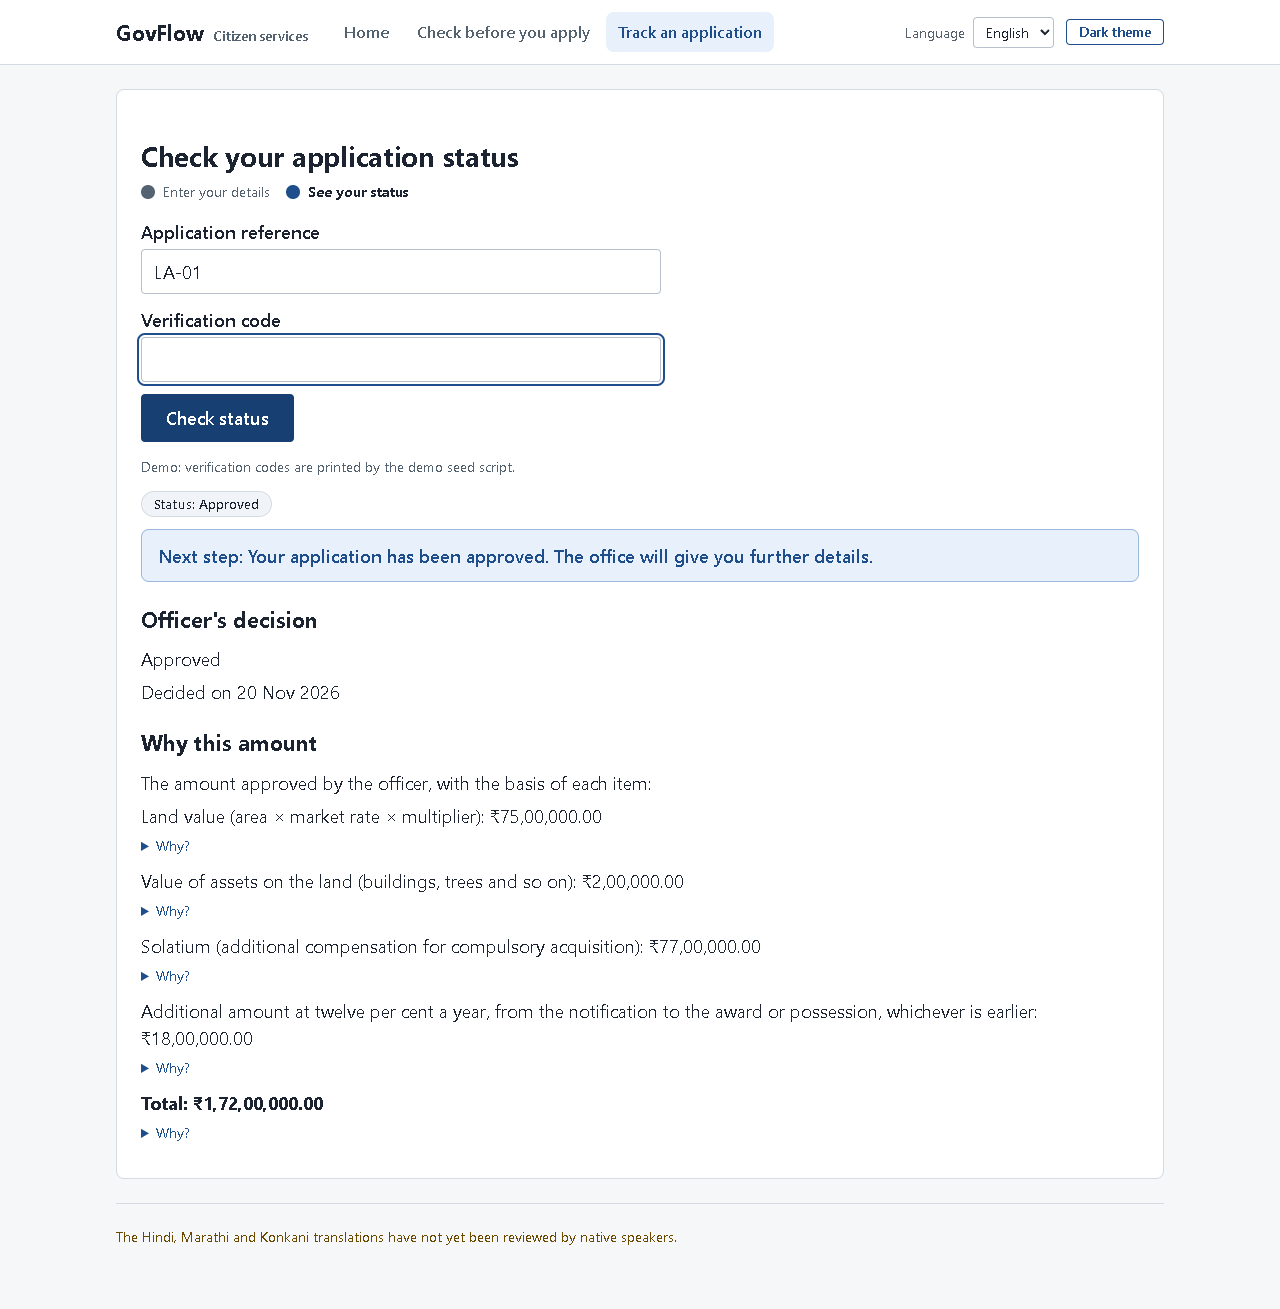 GovFlow Citizen services Home Check before you apply Track an application Language English Dark theme
Check your application status
Enter your details See your status
Application reference
LA-01
Verification code
Check status
Demo: verification codes are printed by the demo seed script.
Status: Approved
Next step: Your application has been approved. The office will give you further details.
Officer's decision
Approved
Decided on 20 Nov 2026
Why this amount
The amount approved by the officer, with the basis of each item:
Land value (area × market rate × multiplier): ₹75,00,000.00
Why?
Value of assets on the land (buildings, trees and so on): ₹2,00,000.00
Why?
Solatium (additional compensation for compulsory acquisition): ₹77,00,000.00
Why?
Additional amount at twelve per cent a year, from the notification to the award or possession, whichever is earlier:
₹18,00,000.00
Why?
Total: ₹1,72,00,000.00
Why?
The Hindi, Marathi and Konkani translations have not yet been reviewed by native speakers.